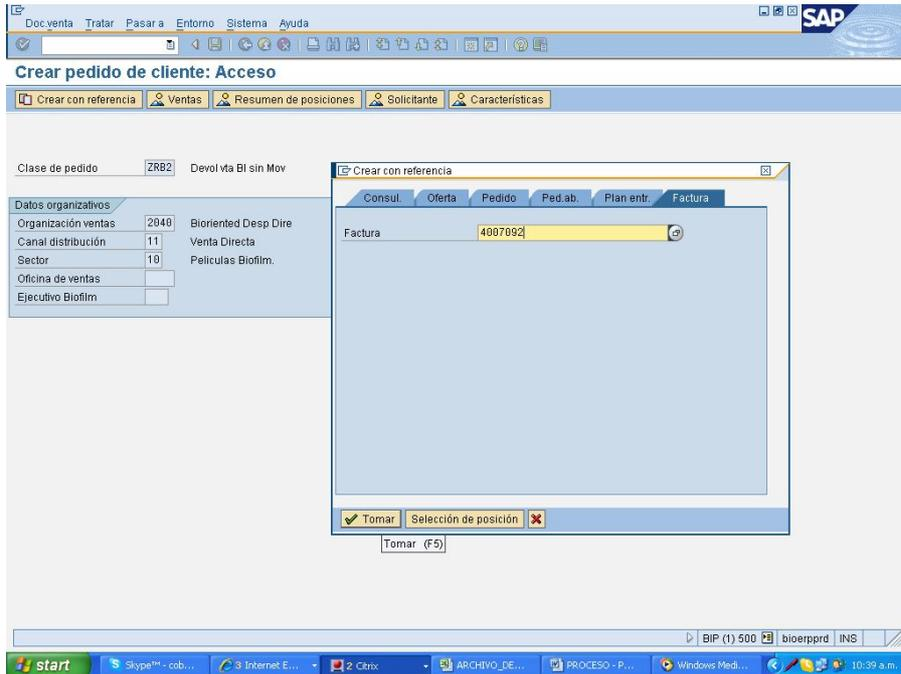 Doc.venta Tratar Pasar a Entorno Sistema Ayuda
SAP
Crear pedido de cliente: Acceso
Crear con referencia Ventas Resumen de posiciones Solicitante Características
Clase de pedido ZRB2 Devol vta BI sin Mov
Datos organizativos
Organización ventas 2040 Bioriented Desp Dire
Canal distribución 11 Venta Directa
Sector 10 Peliculas Biofilm.
Oficina de ventas
Ejecutivo Biofilm
Crear con referencia
Consul. Oferta Pedido Ped.ab. Plan entr. Factura
Factura 4007092
Tomar Selección de posición
Tomar (F5)
BIP (1) 500 bioerpprd INS
start Skype™ - cob... 3 Internet E... 2 Citrix ARCHIVO_DE... PROCESO - P... Windows Medi... 10:39 a.m.